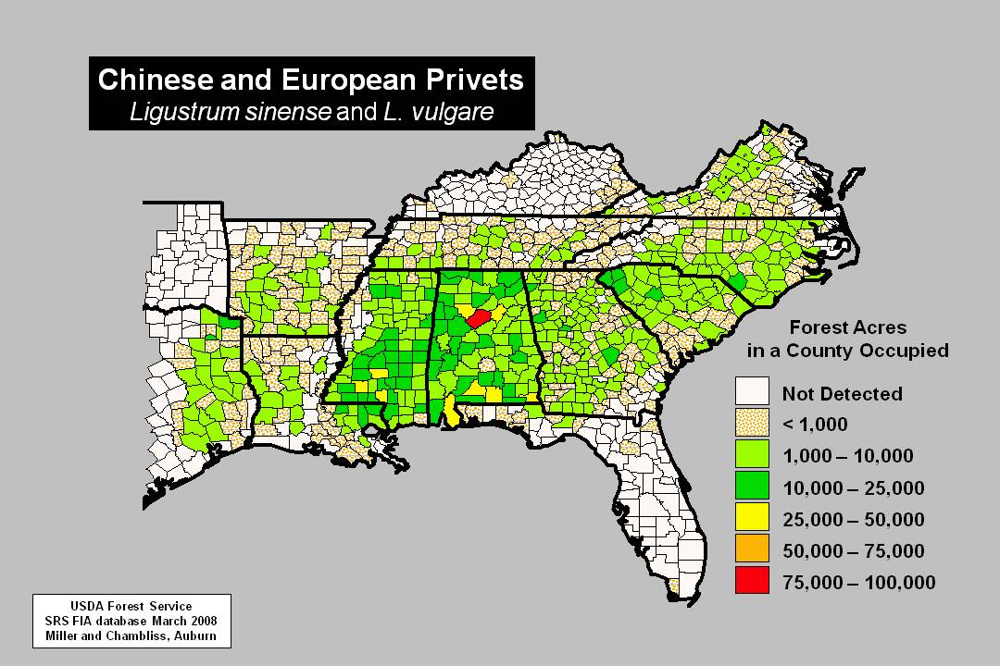 Chinese and European Privets
Ligustrum sinense and L. vulgare
Forest Acres
in a County Occupied
Not Detected
< 1,000
1,000 – 10,000
10,000 – 25,000
25,000 – 50,000
50,000 – 75,000
75,000 – 100,000
USDA Forest Service
SRS FIA database March 2008
Miller and Chambliss, Auburn